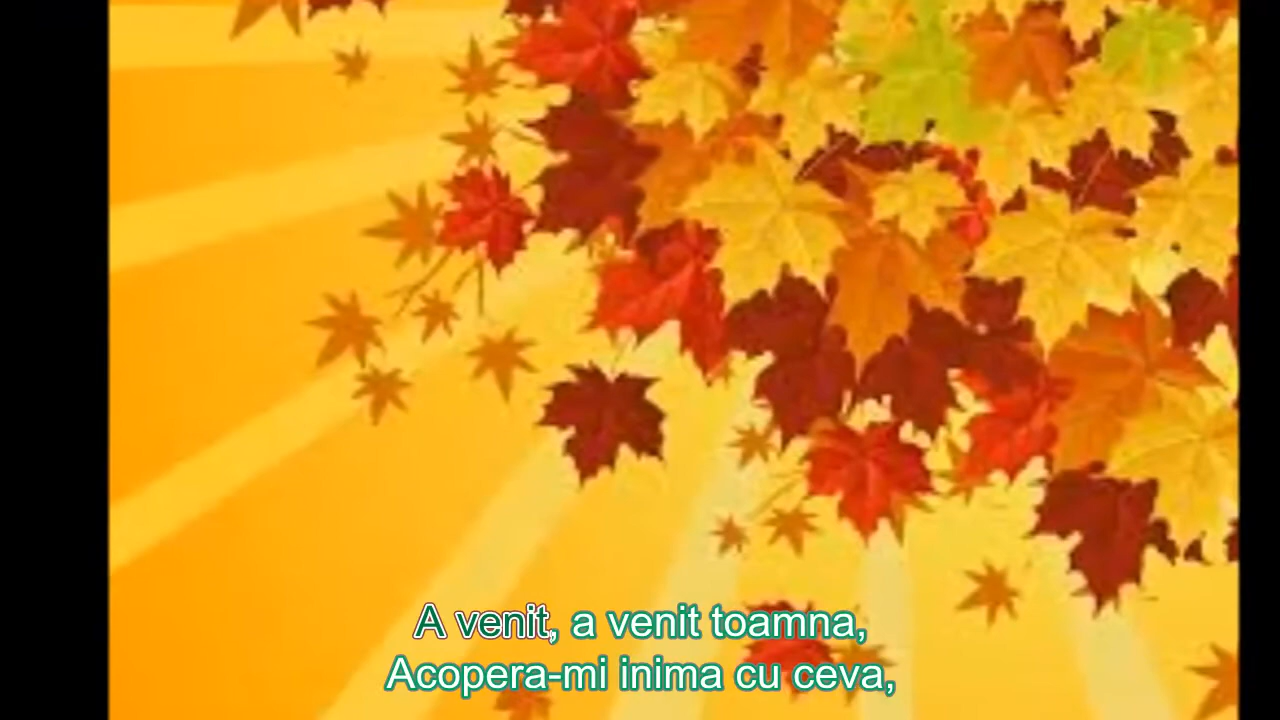 A venit, a venit toamna,
Acopera-mi inima cu ceva,